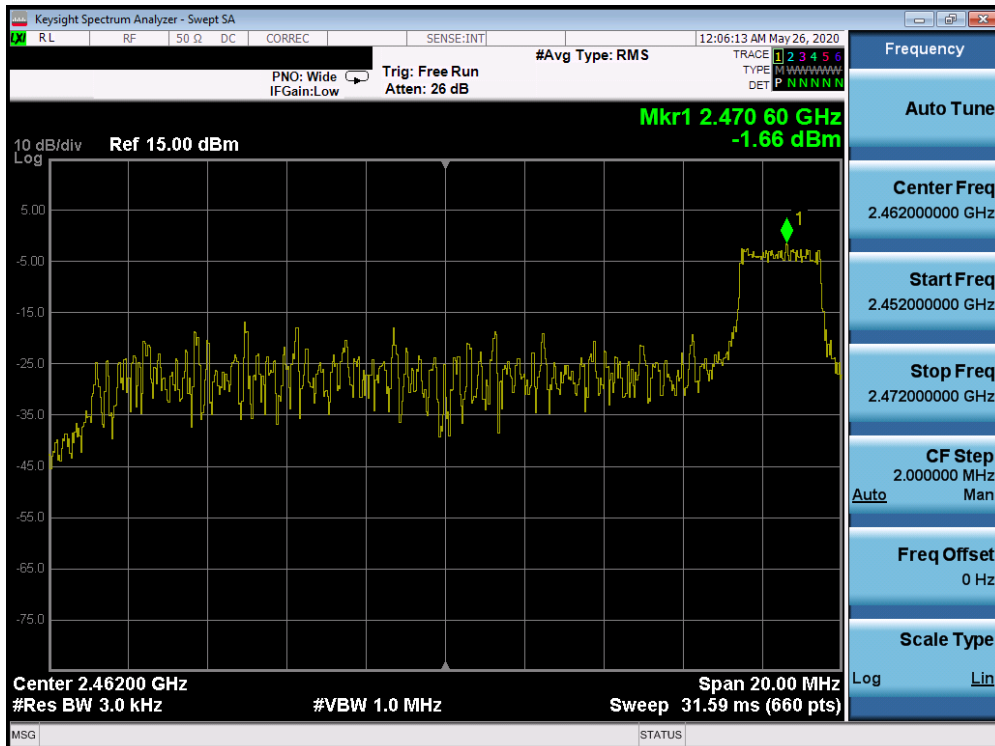 Keysight Spectrum Analyzer - Swept SA
LXI RL RF 50 Ω DC CORREC SENSE:INT 12:06:13 AM May 26, 2020
PNO: Wide
IFGain:Low
Trig: Free Run
Atten: 26 dB
#Avg Type: RMS
TRACE 1 2 3 4 5 6
TYPE M W W W W W
DET P N N N N N
Mkr1 2.470 60 GHz
-1.66 dBm
10 dB/div
Log
Ref 15.00 dBm
1
5.00
-5.00
-15.0
-25.0
-35.0
-45.0
-55.0
-65.0
-75.0
Center 2.46200 GHz
Span 20.00 MHz
#Res BW 3.0 kHz
#VBW 1.0 MHz
Sweep 31.59 ms (660 pts)
MSG
STATUS
Frequency
Auto Tune
Center Freq
2.462000000 GHz
Start Freq
2.452000000 GHz
Stop Freq
2.472000000 GHz
CF Step
2.000000 MHz
Auto Man
Freq Offset
0 Hz
Scale Type
Log Lin